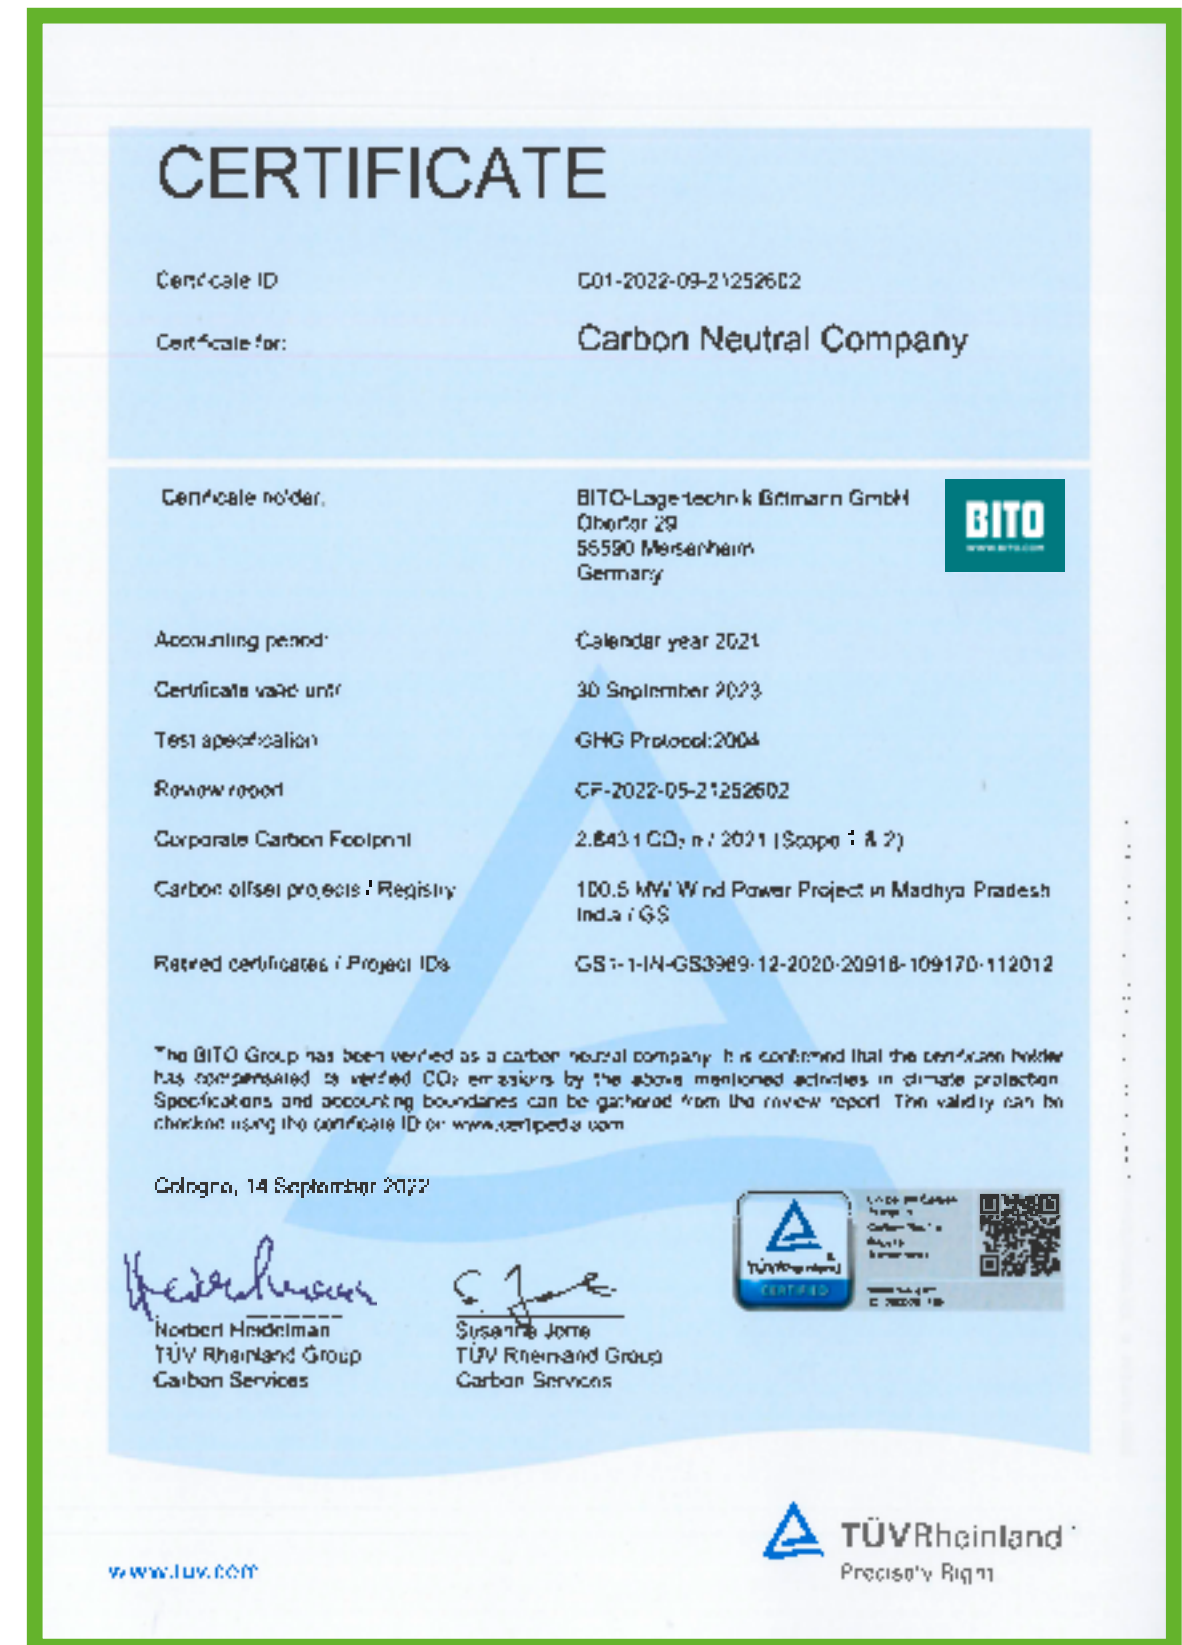 CERTIFICATE
Certificate ID
C01-2022-09-21252602
Certificate for:
Carbon Neutral Company
Certificate holder:
BITO-Lagertechnik Bittmann GmbH
Obertor 29
55590 Meisenheim
Germany
BITO
www.bito.com
Accounting period:
Calendar year 2021
Certificate valid until
30 September 2023
Test specification
GHG Protocol:2004
Review report
CF-2022-05-21252602
Corporate Carbon Footprint
2.843 t CO₂ in / 2021 (Scope 1 & 2)
Carbon offset projects / Registry
100.5 MW Wind Power Project in Madhya Pradesh
India / GS
Retired certificates / Project IDs
GS1-1-IN-GS3969-12-2020-20916-109170-112012
The BITO Group has been verified as a carbon neutral company. It is confirmed that the certificate holder
has compensated its verified CO₂ emissions by the above mentioned activities in climate protection.
Specifications and accounting boundaries can be gathered from the review report. The validity can be
checked using the certificate ID on www.certipedia.com
Cologne, 14 September 2022
Norbert Heidelmann
TÜV Rheinland Group
Carbon Services
Susanne Jorre
TÜV Rheinland Group
Carbon Services
TÜVRheinland
CERTIFIED
www.tuv.com
TÜVRheinland
Precisely Right.